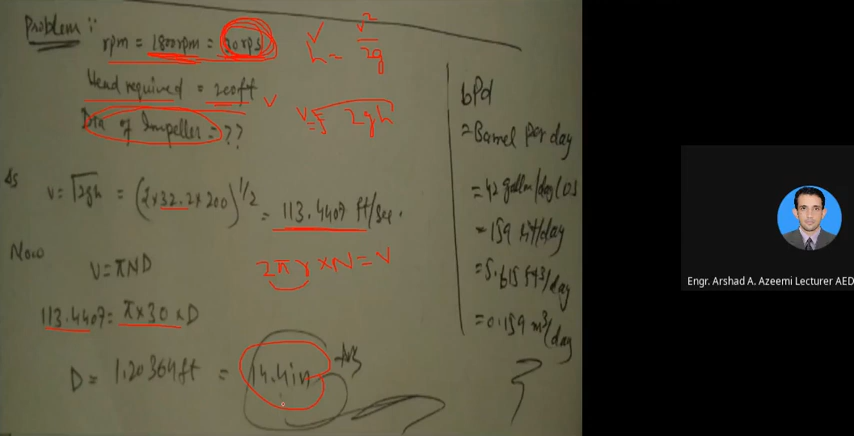 Problem :-
rpm = 1800rpm = 30rps
h = v²/2g
Head required = 200ft
v = √2gh
Dia of Impeller = ??
As
v = √2gh = (2×32.2×200)^1/2 = 113.4407 ft/sec.
Now
V = πND
2πr × N = V
113.4407 = π×30×D
D = 1.20364ft = 14.4in Ans
bpd
= Barrel per day
= 42 gallon/day (US
= 159 lit/day
= 5.615 ft3/day
= 0.159 m3/day
Engr. Arshad A. Azeemi Lecturer AED